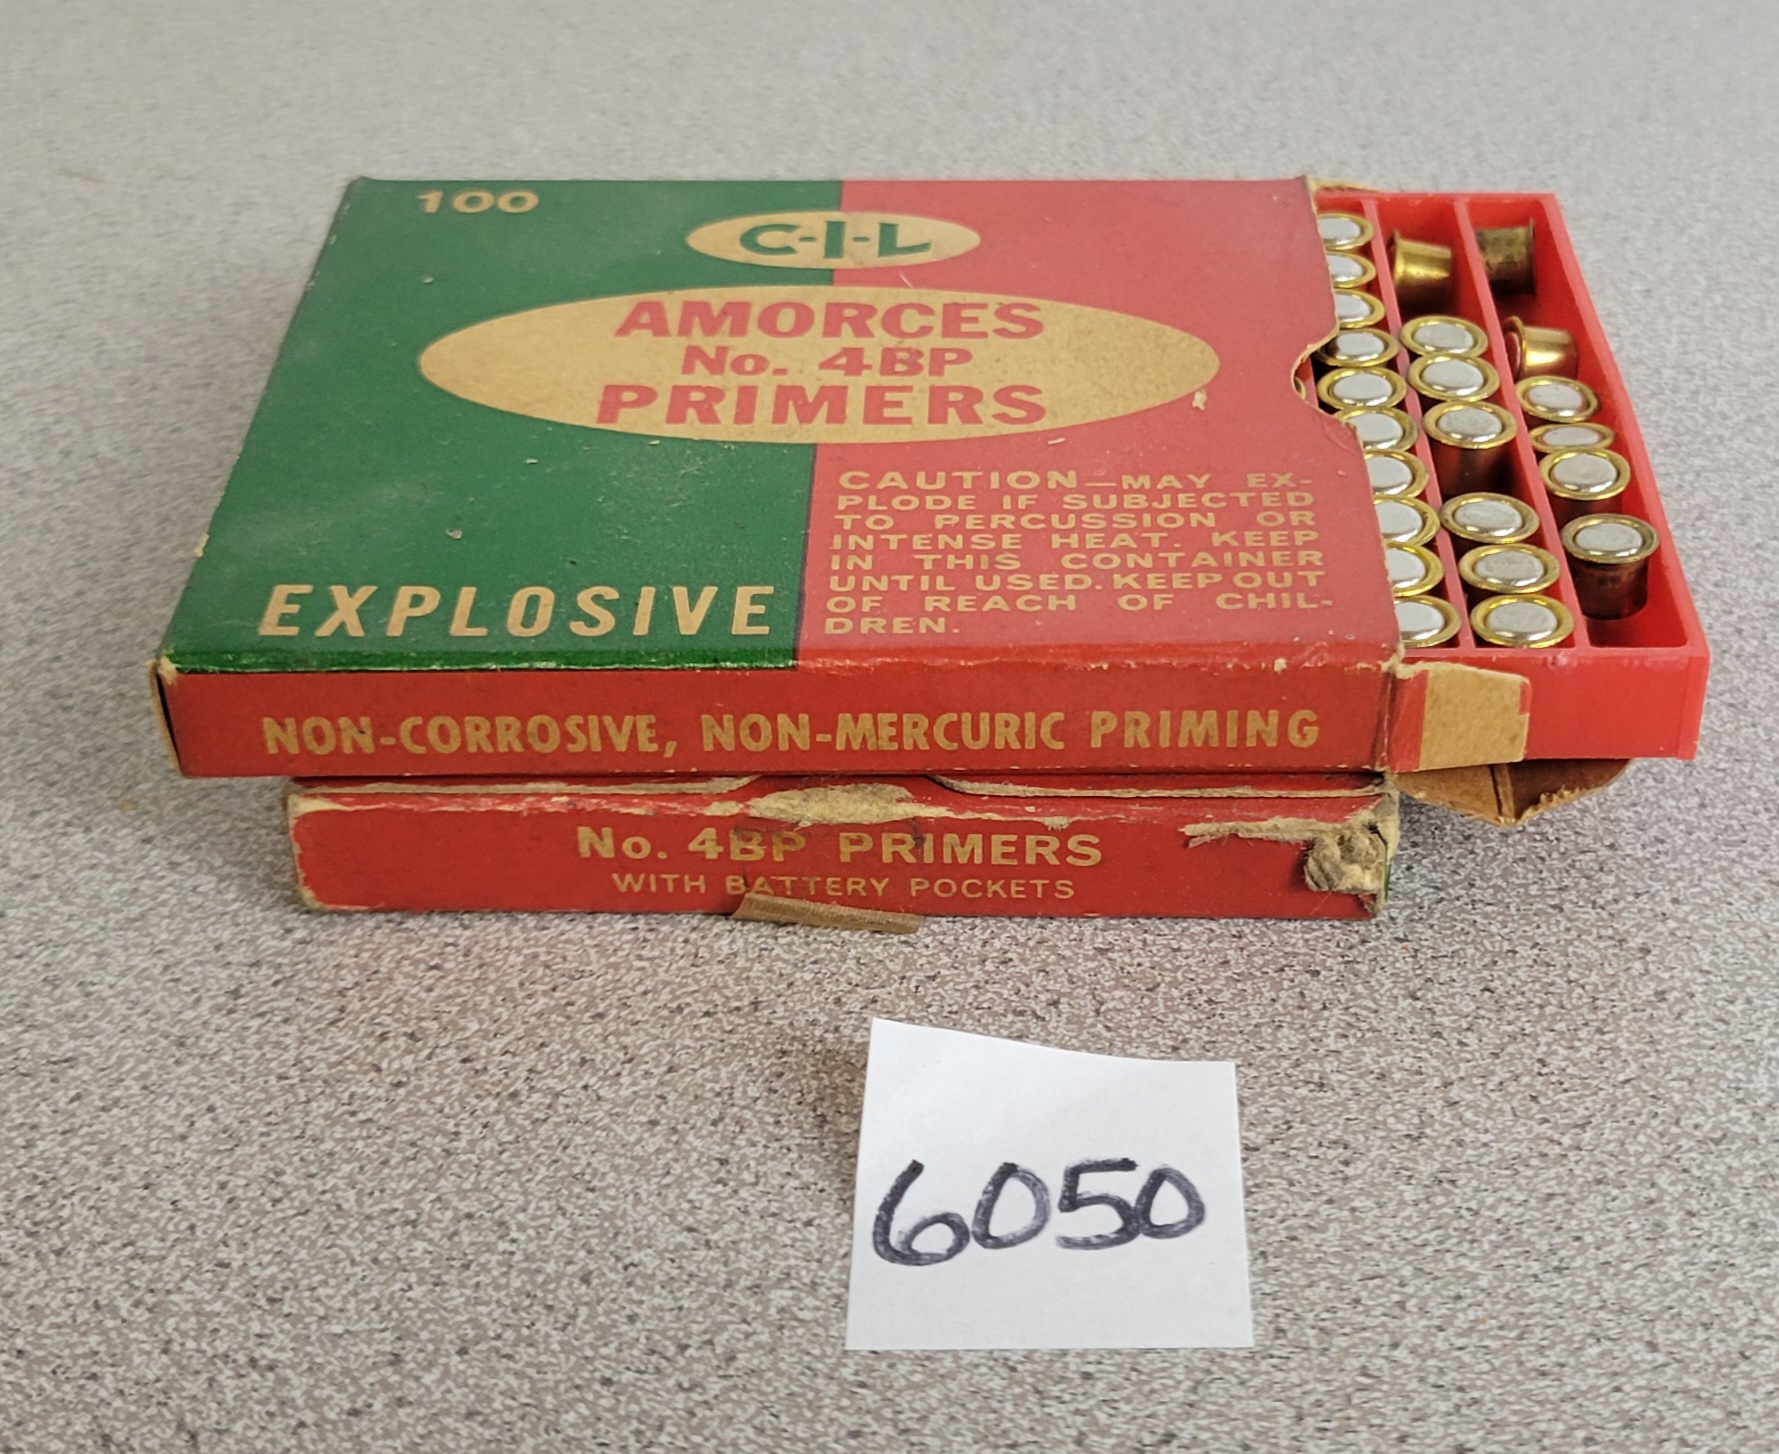 100
C-I-L
AMORCES
No. 4BP
PRIMERS
CAUTION—MAY EX-
PLODE IF SUBJECTED
TO PERCUSSION OR
INTENSE HEAT. KEEP
IN THIS CONTAINER
UNTIL USED. KEEP OUT
OF REACH OF CHIL-
DREN.
EXPLOSIVE
NON-CORROSIVE, NON-MERCURIC PRIMING
No. 4BP PRIMERS
WITH BATTERY POCKETS
6050